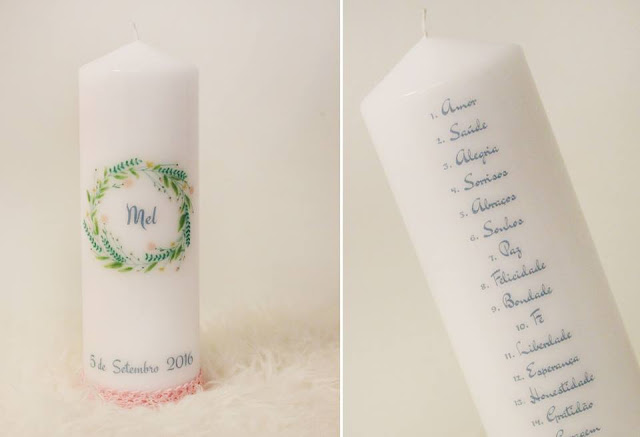 Mel
5 de Setembro 2016
1. Amor
2. Saúde
3. Alegria
4. Sorrisos
5. Abraços
6. Sonhos
7. Paz
8. Felicidade
9. Bondade
10. Fé
11. Liberdade
12. Esperança
13. Honestidade
14. Gratidão